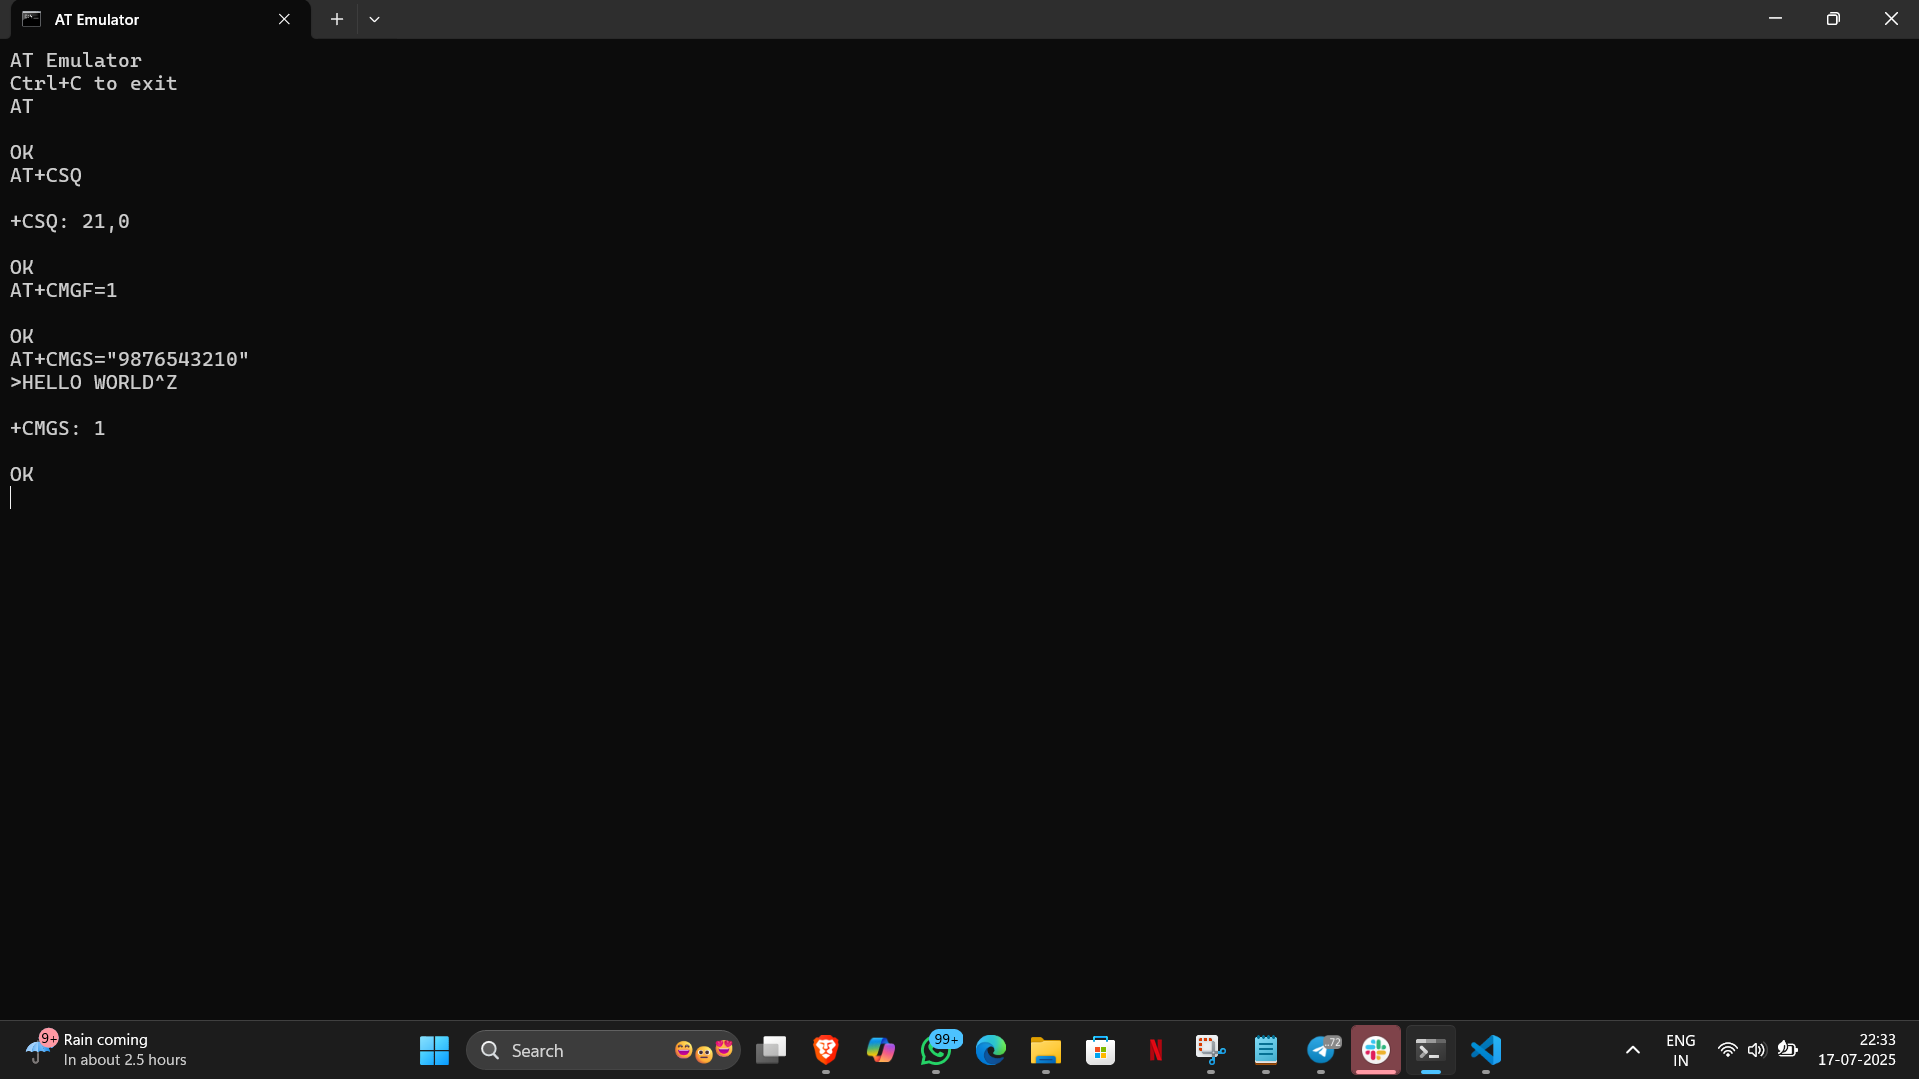 AT Emulator
AT Emulator
Ctrl+C to exit
AT
OK
AT+CSQ
+CSQ: 21,0
OK
AT+CMGF=1
OK
AT+CMGS="9876543210"
>HELLO WORLD^Z
+CMGS: 1
OK
9+
Rain coming
In about 2.5 hours
Search
99+
..72
ENG
IN
22:33
17-07-2025